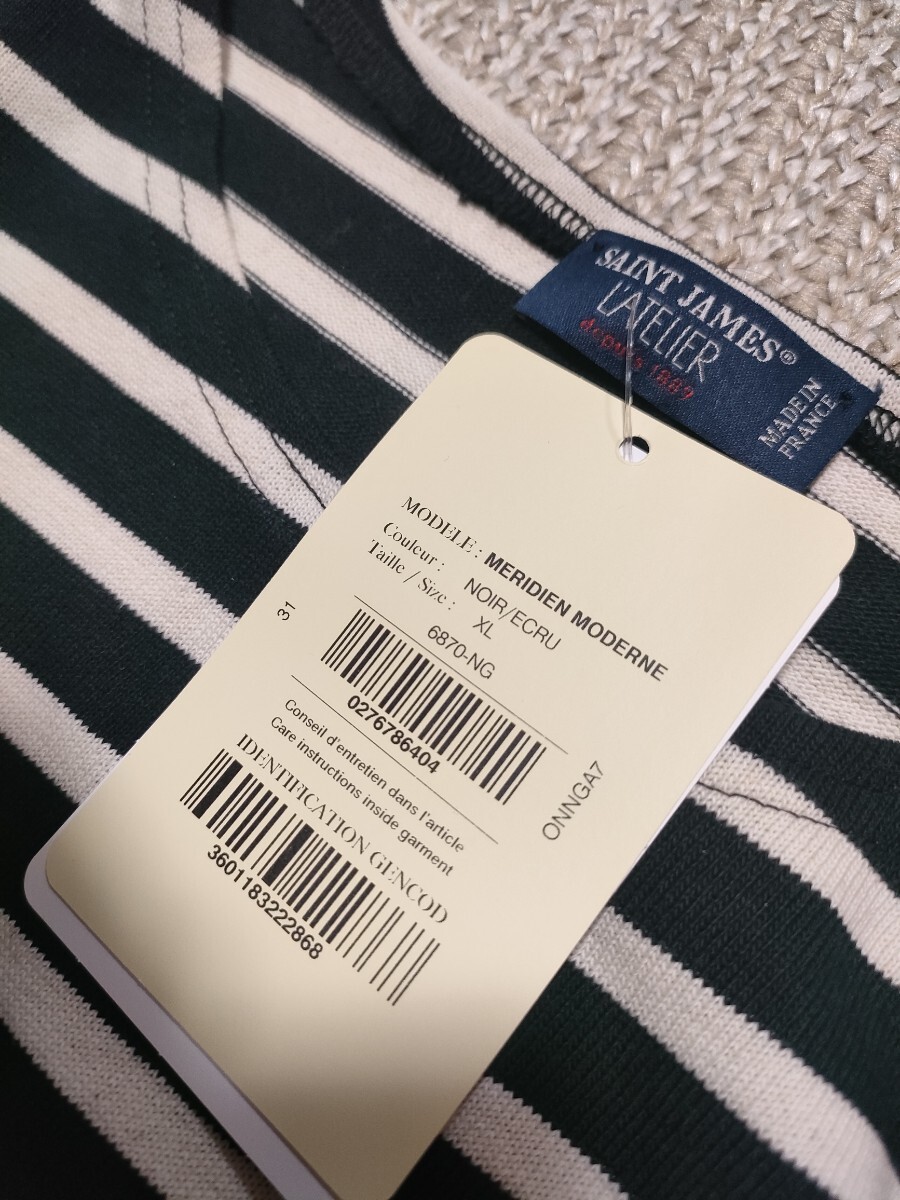 SAINT JAMES®
L'ATELIER
depuis 1889
MADE IN
FRANCE
MODELE : MERIDIEN MODERNE
Couleur : NOIR/ECRU
Taille / Size : XL
6870-NG
31
0276786404
ONNGA7
Conseil d'entretien dans l'article
Care instructions inside garment
IDENTIFICATION GENCOD
3601183222868